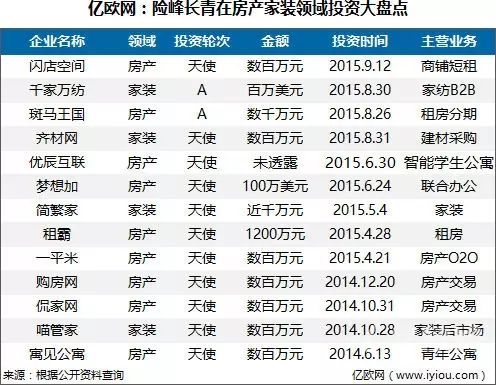 亿欧网：险峰长青在房产家装领域投资大盘点
企业名称 领域 投资轮次 金额 投资时间 主营业务
闪店空间 房产 天使 数百万元 2015.9.12 商铺短租
千家万纺 家装 A 百万美元 2015.8.30 家纺B2B
斑马王国 房产 A 数千万元 2015.8.26 租房分期
齐材网 家装 天使 数百万元 2015.8.31 建材采购
优辰互联 房产 天使 未透露 2015.6.30 智能学生公寓
梦想加 房产 天使 100万美元 2015.6.24 联合办公
简繁家 家装 天使 近千万元 2015.5.4 家装
租霸 房产 天使 1200万元 2015.4.28 租房
一平米 房产 天使 数百万元 2015.4.21 房产O2O
购房网 房产 天使 数百万元 2014.12.20 房产交易
侃家网 房产 天使 数百万元 2014.10.31 房产交易
喵管家 家装 天使 数百万元 2014.10.28 家装后市场
寓见公寓 房产 天使 数百万元 2014.6.13 青年公寓
来源：根据公开资料查询 亿欧网（www.iyiou.com）